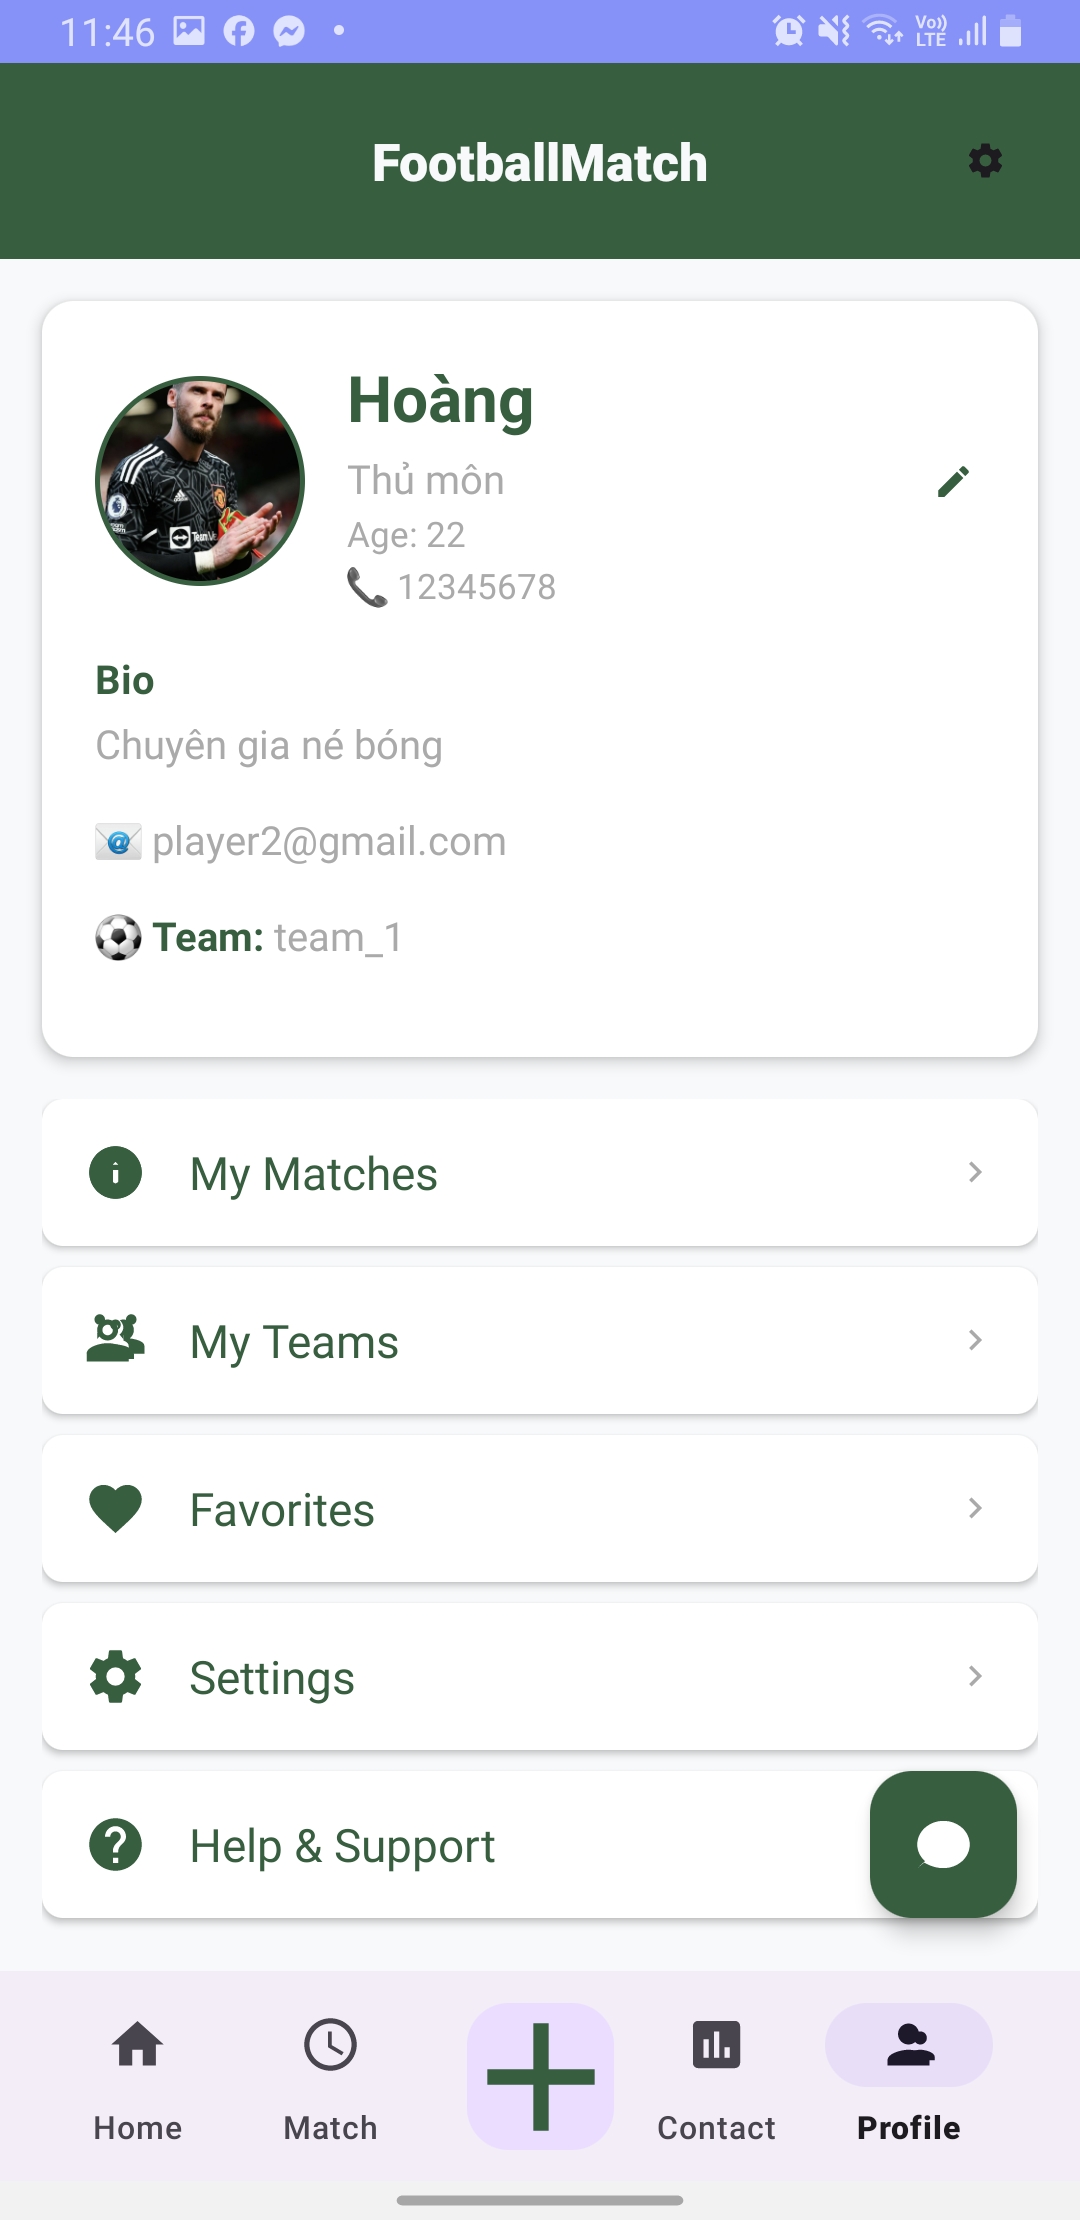 11:46
Vo))
LTE
FootballMatch
Hoàng
Thủ môn
Age: 22
12345678
Bio
Chuyên gia né bóng
player2@gmail.com
Team: team_1
My Matches
My Teams
Favorites
Settings
Help & Support
Home
Match
Contact
Profile